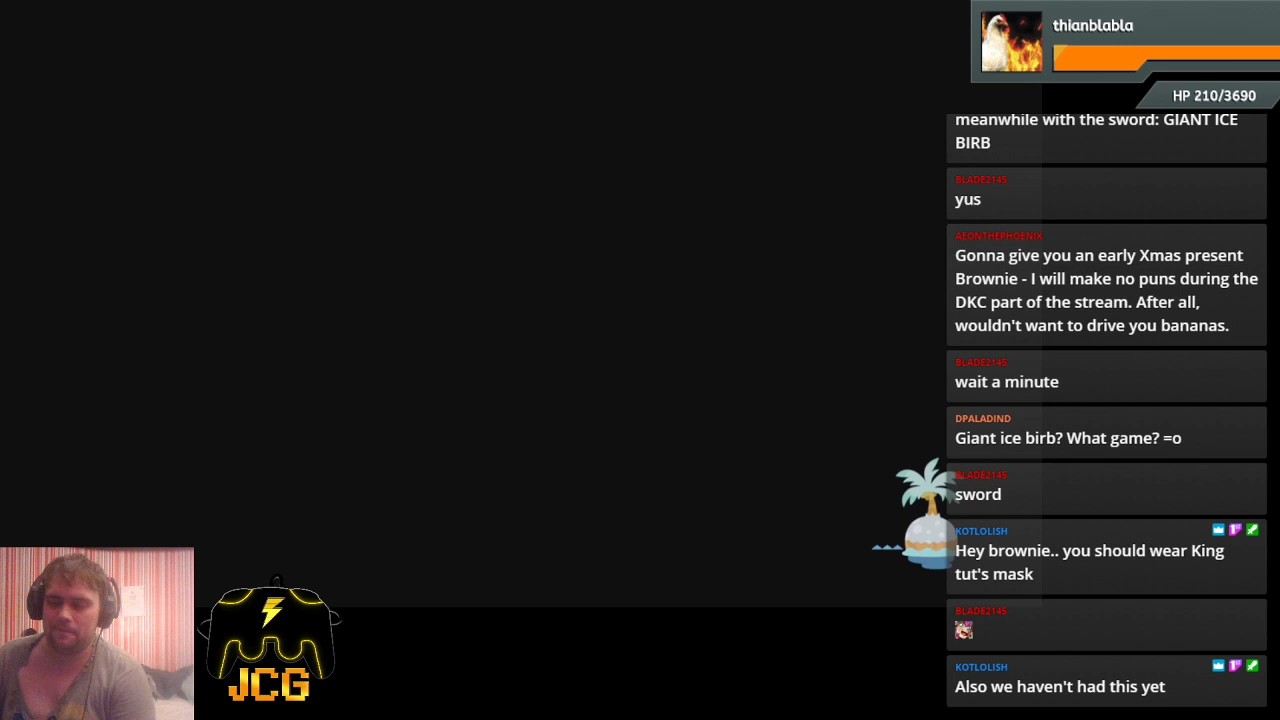 thianblabla
HP 210/3690
meanwhile with the sword: GIANT ICE
BIRB
BLADE2145
yus
AEONTHEPHOENIX
Gonna give you an early Xmas present
Brownie - I will make no puns during the
DKC part of the stream. After all,
wouldn't want to drive you bananas.
BLADE2145
wait a minute
DPALADIND
Giant ice birb? What game? =o
BLADE2145
sword
KOTLOLISH
Hey brownie.. you should wear King
tut's mask
BLADE2145
KOTLOLISH
Also we haven't had this yet
JCG